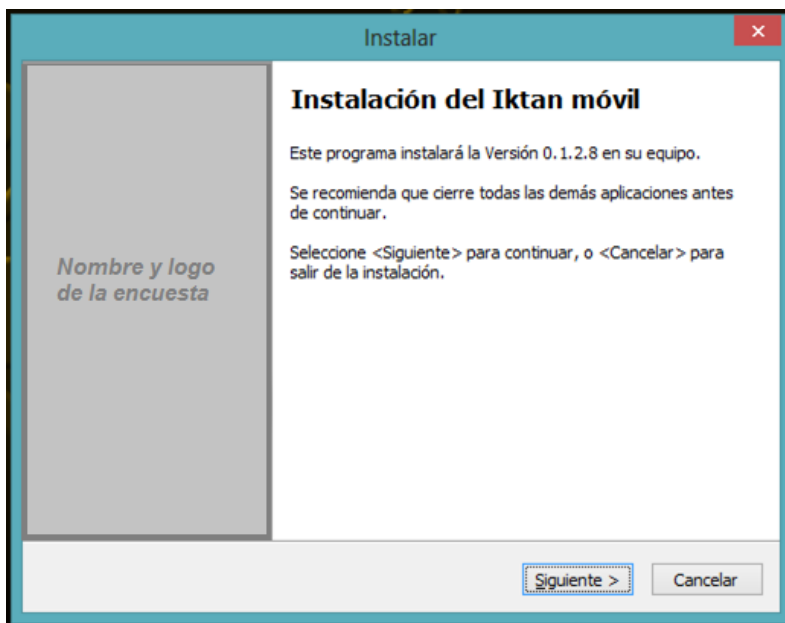 Instalar
Instalación del Iktan móvil
Este programa instalará la Versión 0.1.2.8 en su equipo.
Se recomienda que cierre todas las demás aplicaciones antes
de continuar.
Seleccione <Siguiente> para continuar, o <Cancelar> para
salir de la instalación.
Nombre y logo
de la encuesta
Siguiente >
Cancelar